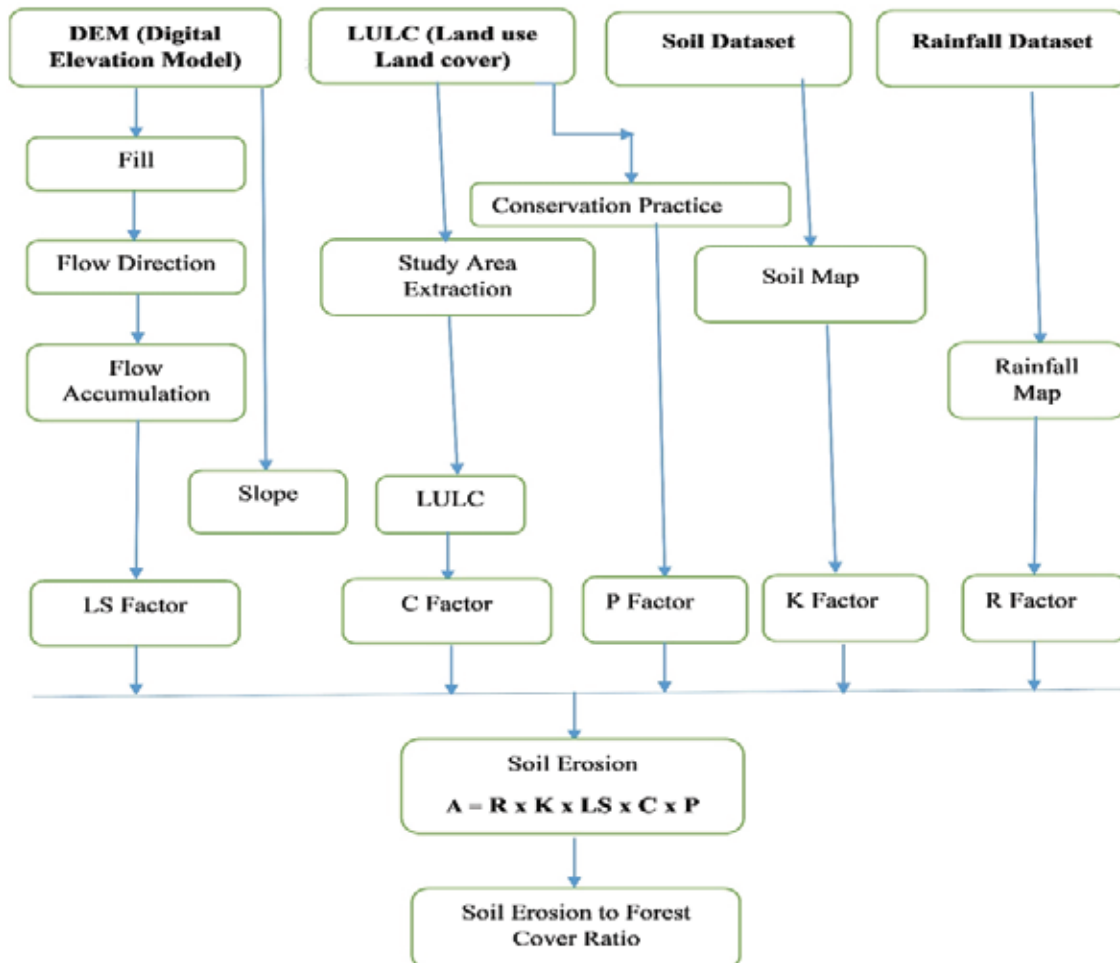 DEM (Digital
Elevation Model)
LULC (Land use
Land cover)
Soil Dataset
Rainfall Dataset
Fill
Conservation Practice
Flow Direction
Study Area
Extraction
Soil Map
Flow
Accumulation
Rainfall
Map
Slope
LULC
LS Factor
C Factor
P Factor
K Factor
R Factor
Soil Erosion
A = R x K x LS x C x P
Soil Erosion to Forest
Cover Ratio